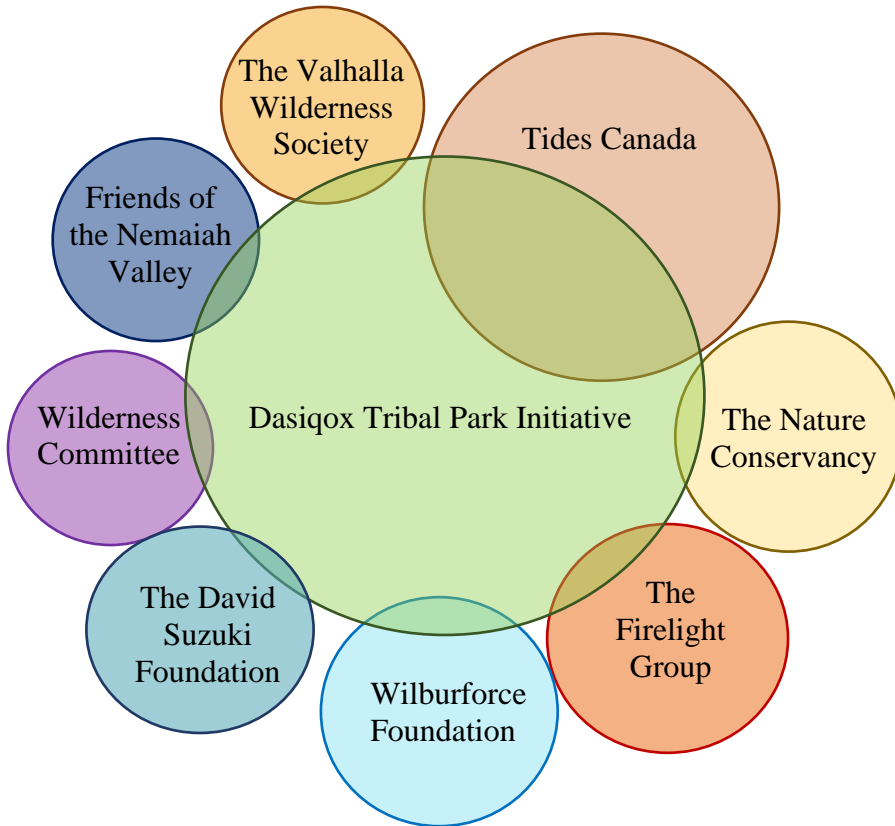 The Valhalla
Wilderness
Society
Tides Canada
Friends of
the Nemaiah
Valley
Dasiqox Tribal Park Initiative
Wilderness
Committee
The Nature
Conservancy
The David
Suzuki
Foundation
The
Firelight
Group
Wilburforce
Foundation